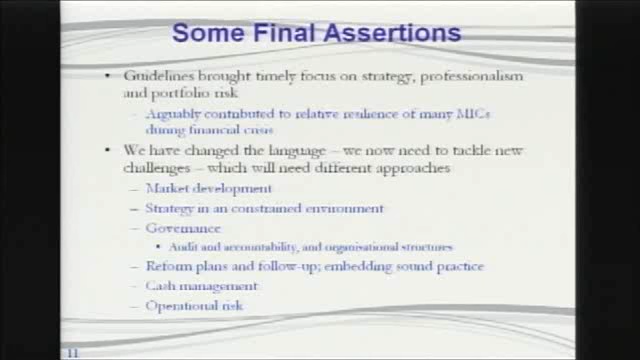 Some Final Assertions
• Guidelines brought timely focus on strategy, professionalism
and portfolio risk
– Arguably contributed to relative resilience of many MICs
during financial crisis
• We have changed the language – we now need to tackle new
challenges – which will need different approaches
– Market development
– Strategy in an constrained environment
– Governance
• Audit and accountability, and organisational structures
– Reform plans and follow-up; embedding sound practice
– Cash management
– Operational risk
11